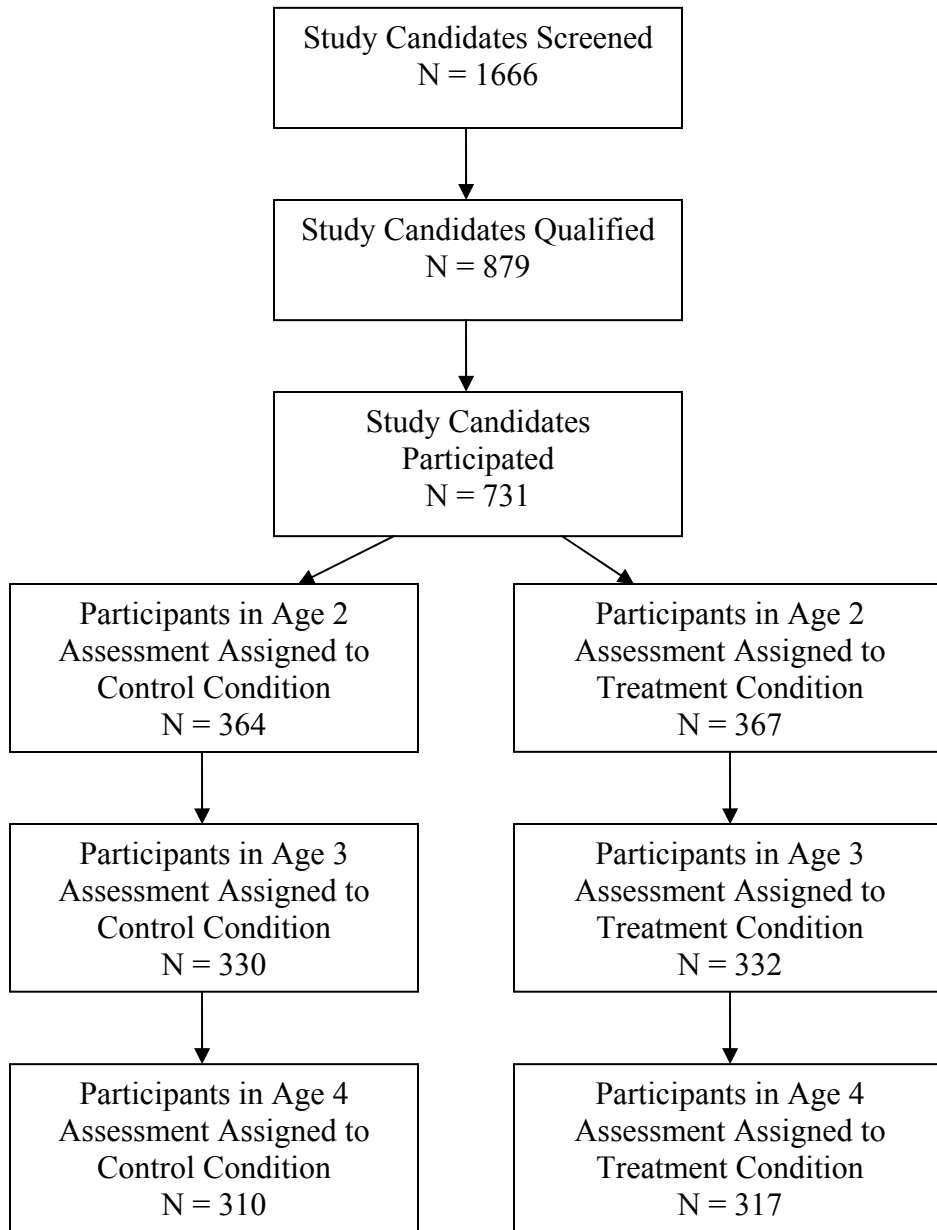 Study Candidates Screened
N = 1666
Study Candidates Qualified
N = 879
Study Candidates
Participated
N = 731
Participants in Age 2
Assessment Assigned to
Control Condition
N = 364
Participants in Age 2
Assessment Assigned to
Treatment Condition
N = 367
Participants in Age 3
Assessment Assigned to
Control Condition
N = 330
Participants in Age 3
Assessment Assigned to
Treatment Condition
N = 332
Participants in Age 4
Assessment Assigned to
Control Condition
N = 310
Participants in Age 4
Assessment Assigned to
Treatment Condition
N = 317